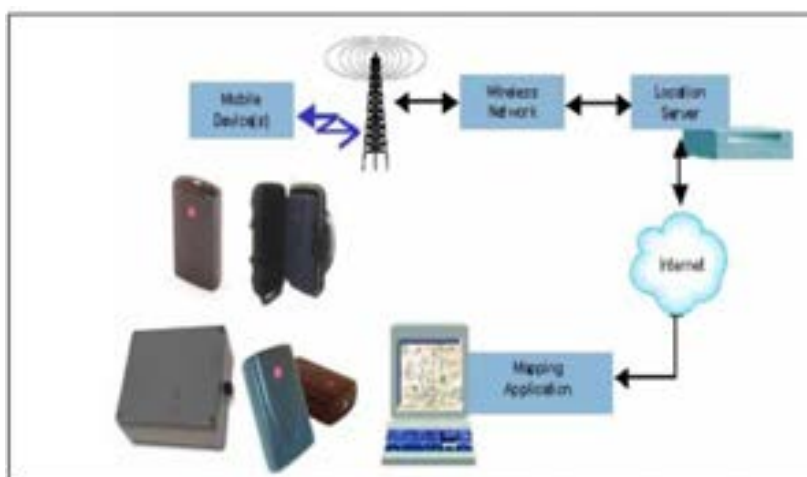 Mobile
Device(s)
Wireless
Network
Location
Server
Internet
Mapping
Application